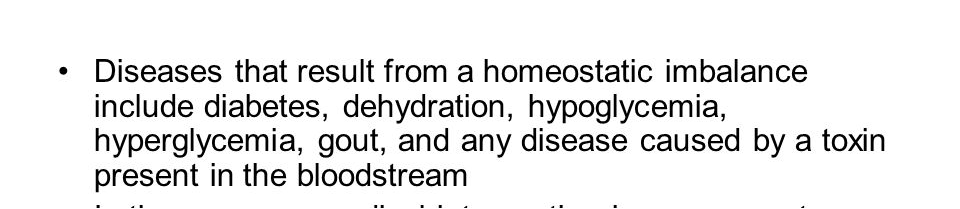 • Diseases that result from a homeostatic imbalance
include diabetes, dehydration, hypoglycemia,
hyperglycemia, gout, and any disease caused by a toxin
present in the bloodstream